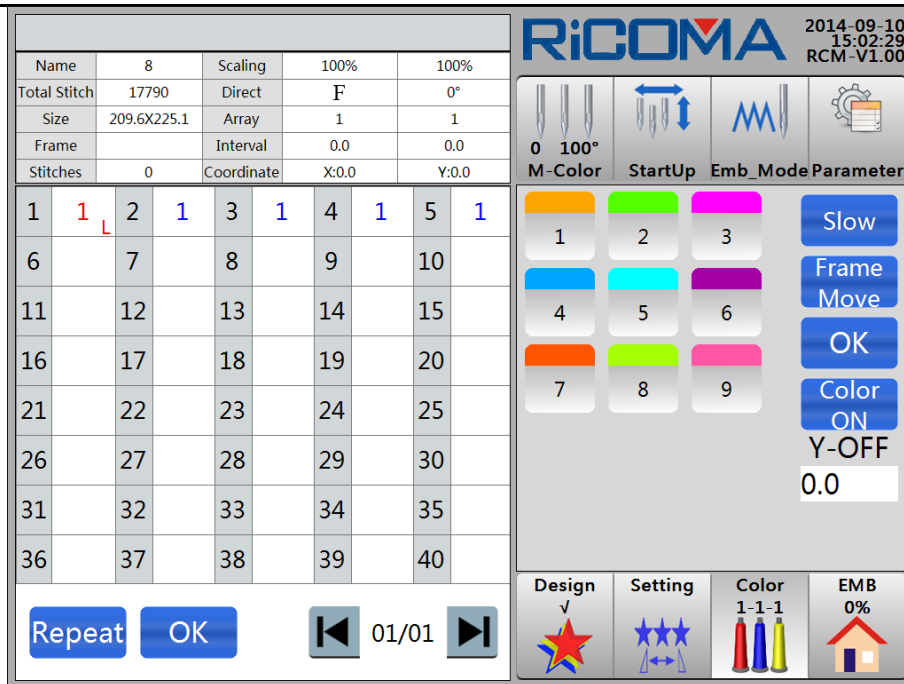 Name 8 Scaling 100% 100%
Total Stitch 17790 Direct F 0°
Size 209.6X225.1 Array 1 1
Frame Interval 0.0 0.0
Stitches 0 Coordinate X:0.0 Y:0.0
1 1 L 2 1 3 1 4 1 5 1
6 7 8 9 10
11 12 13 14 15
16 17 18 19 20
21 22 23 24 25
26 27 28 29 30
31 32 33 34 35
36 37 38 39 40
Repeat OK 01/01
RiCOMA
2014-09-10
15:02:29
RCM-V1.00
0 100°
M-Color StartUp Emb_Mode Parameter
1 2 3
4 5 6
7 8 9
Slow
Frame
Move
OK
Color
ON
Y-OFF
0.0
Design Setting Color EMB
√ 1-1-1 0%